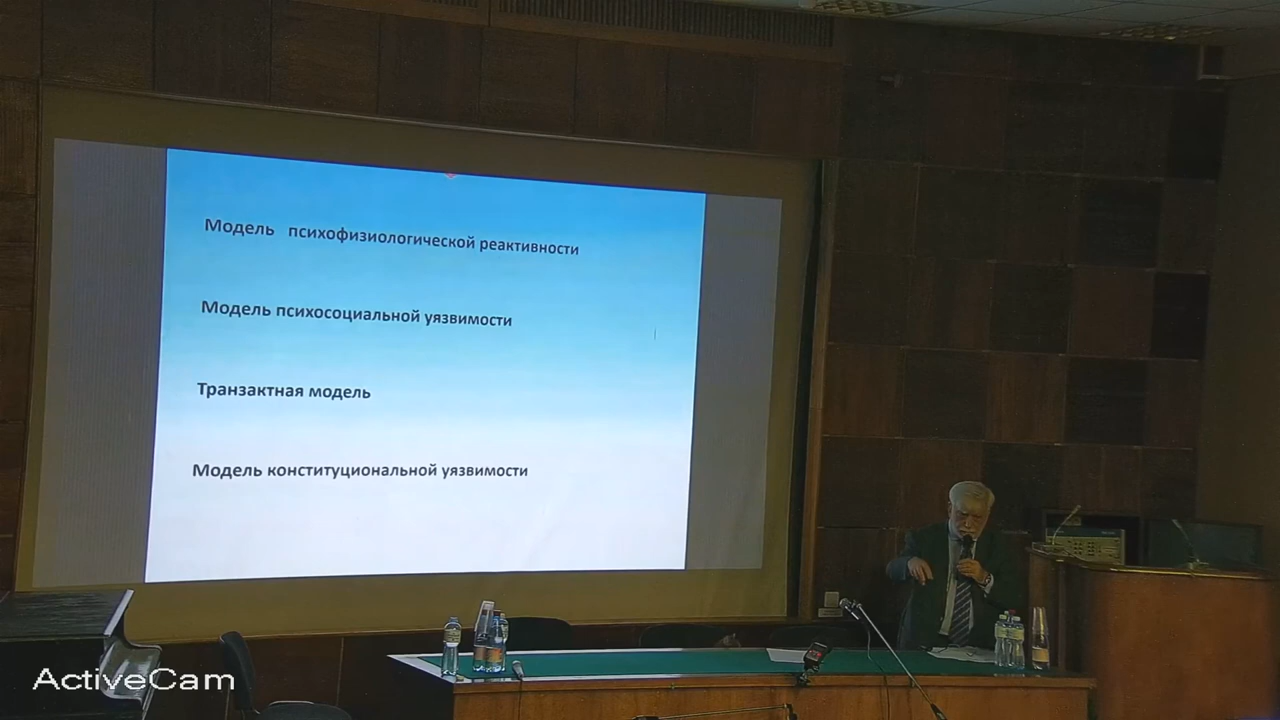 Модель психофизиологической реактивности
Модель психосоциальной уязвимости
Транзактная модель
Модель конституциональной уязвимости
ActiveCam